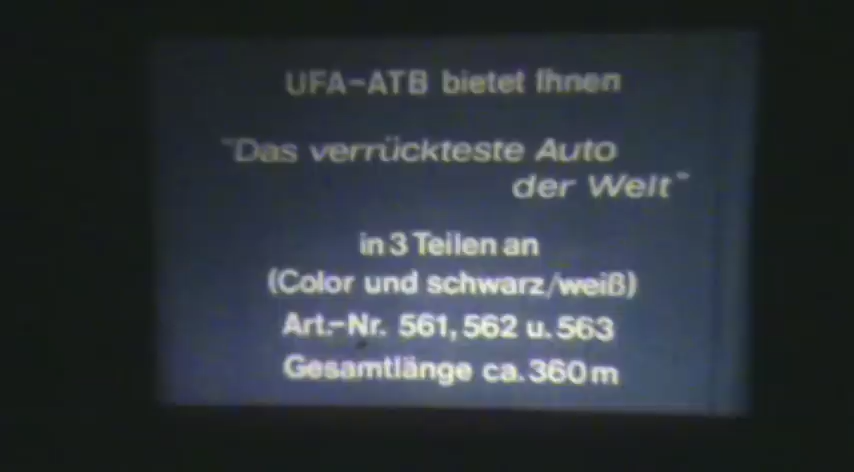 UFA-ATB bietet Ihnen
"Das verrückteste Auto
der Welt"
in 3 Teilen an
(Color und schwarz/weiß)
Art.-Nr. 561, 562 u. 563
Gesamtlänge ca. 360 m